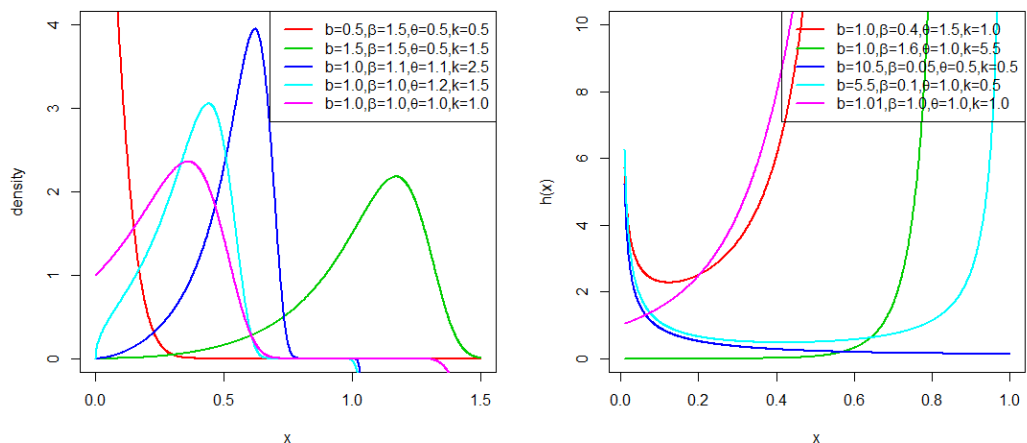 density
0 1 2 3 4
0.0 0.5 1.0 1.5
x
b=0.5,β=1.5,θ=0.5,k=0.5
b=1.5,β=1.5,θ=0.5,k=1.5
b=1.0,β=1.1,θ=1.1,k=2.5
b=1.0,β=1.0,θ=1.2,k=1.5
b=1.0,β=1.0,θ=1.0,k=1.0
h(x)
0 2 4 6 8 10
0.0 0.2 0.4 0.6 0.8 1.0
x
b=1.0,β=0.4,θ=1.5,k=1.0
b=1.0,β=1.6,θ=1.0,k=5.5
b=10.5,β=0.05,θ=0.5,k=0.5
b=5.5,β=0.1,θ=1.0,k=0.5
b=1.01,β=1.0,θ=1.0,k=1.0